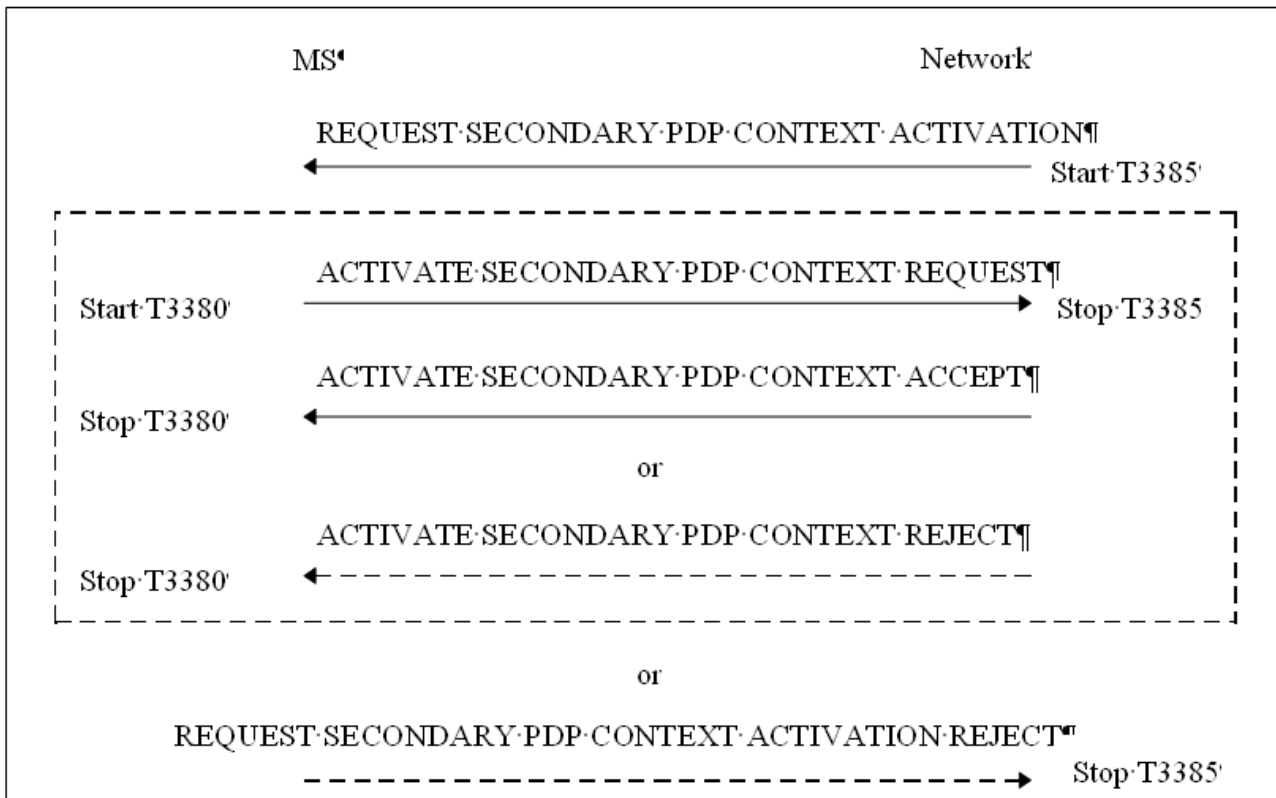 MS¶ Network
REQUEST·SECONDARY·PDP·CONTEXT·ACTIVATION¶
Start·T3385
ACTIVATE·SECONDARY·PDP·CONTEXT·REQUEST¶
Start·T3380 Stop·T3385
ACTIVATE·SECONDARY·PDP·CONTEXT·ACCEPT¶
Stop·T3380
or
ACTIVATE·SECONDARY·PDP·CONTEXT·REJECT¶
Stop·T3380
or
REQUEST·SECONDARY·PDP·CONTEXT·ACTIVATION·REJECT¶
Stop·T3385